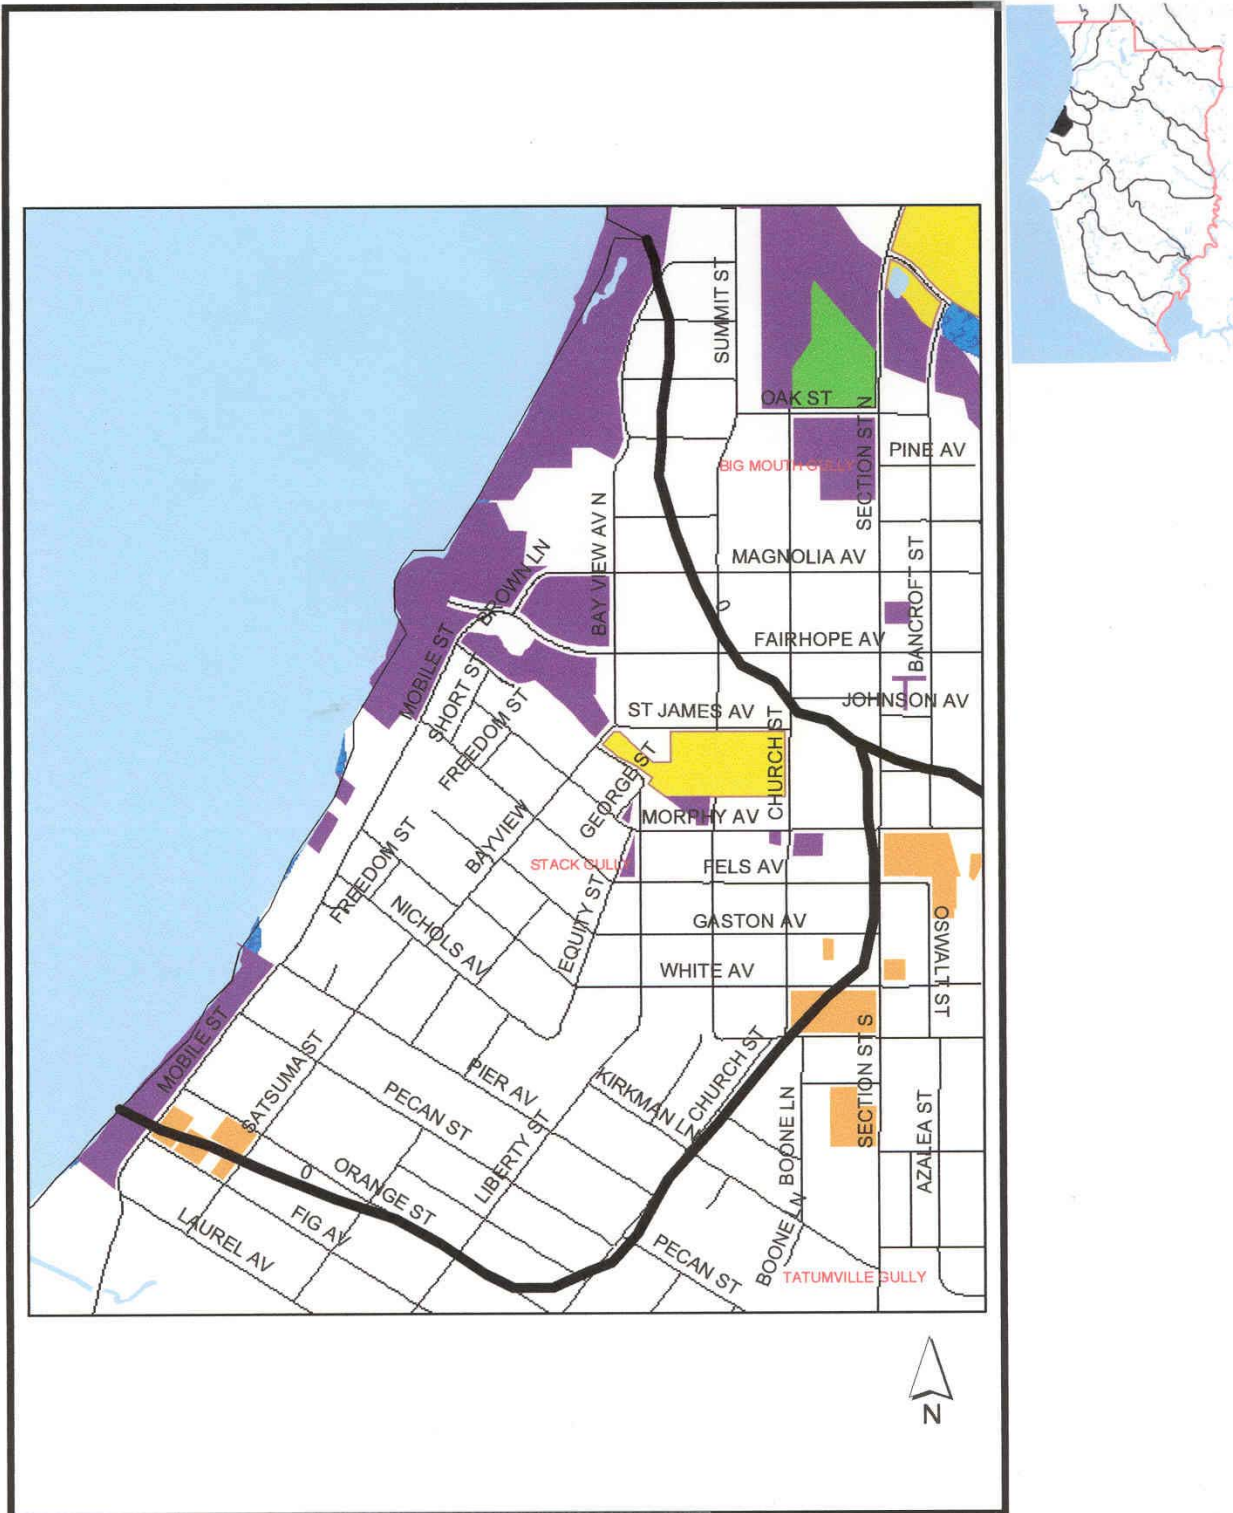 SUMMIT ST
OAK ST
SECTION ST N
PINE AV
BIG MOUTH GULLY
BAY VIEW AV N
MAGNOLIA AV
BANCROFT ST
BROWN LN
0
FAIRHOPE AV
MOBILE ST
SHORT ST
FREEDOM ST
ST JAMES AV
JOHNSON AV
CHURCH ST
GEORGE ST
MORPHY AV
BAYVIEW
STACK GULLY
FELS AV
FREEDOM ST
NICHOLS AV
EQUITY ST
GASTON AV
OSWALT ST
WHITE AV
MOBILE ST
SATSUMA ST
PIER AV
PECAN ST
KIRKMAN LN
CHURCH ST
SECTION ST S
BOONE LN
AZALEA ST
LIBERTY ST
0
ORANGE ST
FIG AV
LAUREL AV
PECAN ST
BOONE LN
TATUMVILLE GULLY
N